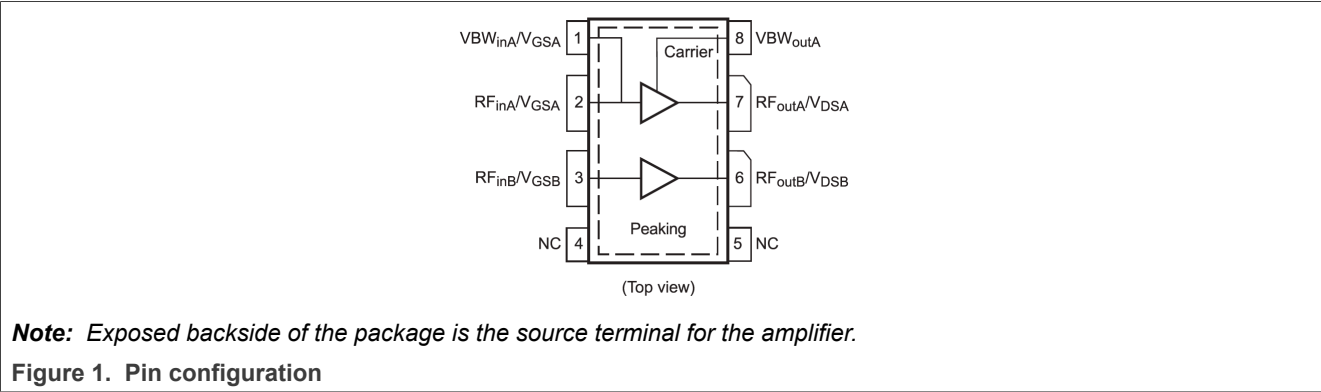 VBWinA/VGSA 1 8 VBWoutA
Carrier
RFinA/VGSA 2 7 RFoutA/VDSA
RFinB/VGSB 3 6 RFoutB/VDSB
Peaking
NC 4 5 NC
(Top view)
Note: Exposed backside of the package is the source terminal for the amplifier.
Figure 1. Pin configuration